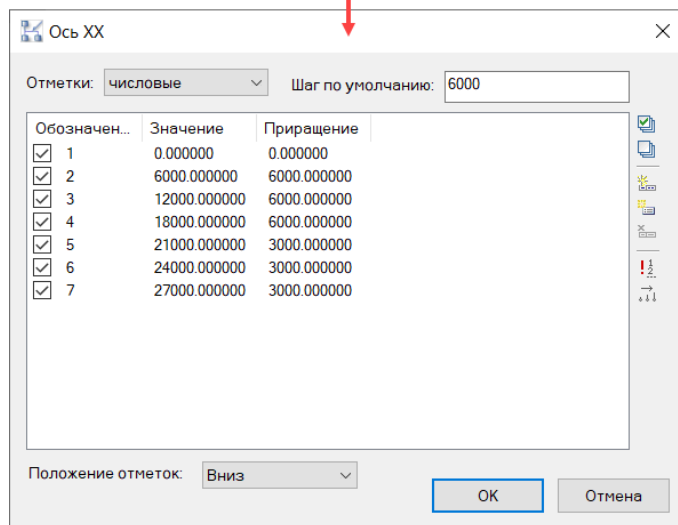 Ось XX
Отметки: числовые Шаг по умолчанию: 6000
Обозначен... Значение Приращение
1 0.000000 0.000000
2 6000.000000 6000.000000
3 12000.000000 6000.000000
4 18000.000000 6000.000000
5 21000.000000 3000.000000
6 24000.000000 3000.000000
7 27000.000000 3000.000000
Положение отметок: Вниз
OK Отмена